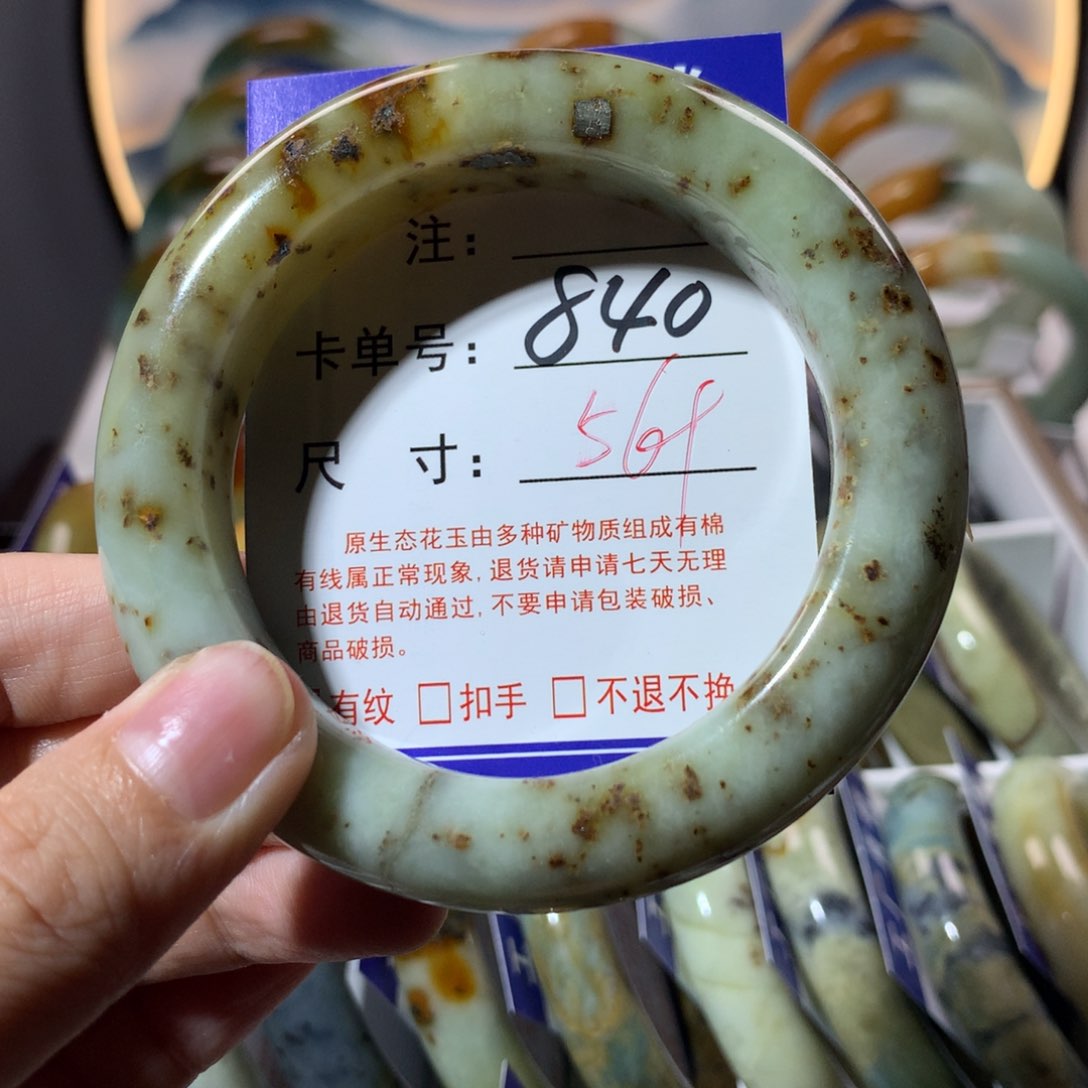 注：
卡单号： 840
尺 寸： 56
原生态花玉由多种矿物质组成有棉
有线属正常现象,退货请申请七天无理
由退货自动通过,不要申请包装破损、
商品破损。
有纹 □扣手 □不退不换